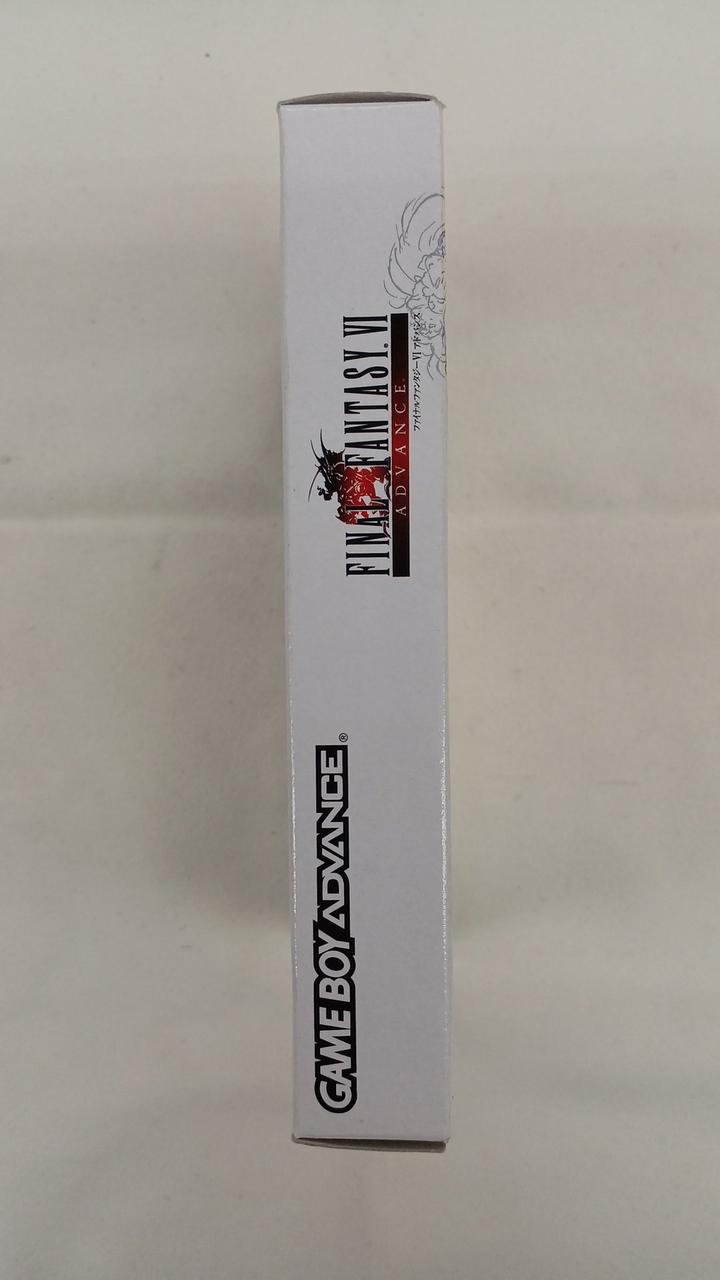 GAME BOY ADVANCE®
FINAL FANTASY® VI
ADVANCE™
ファイナルファンタジーVI アドバンス